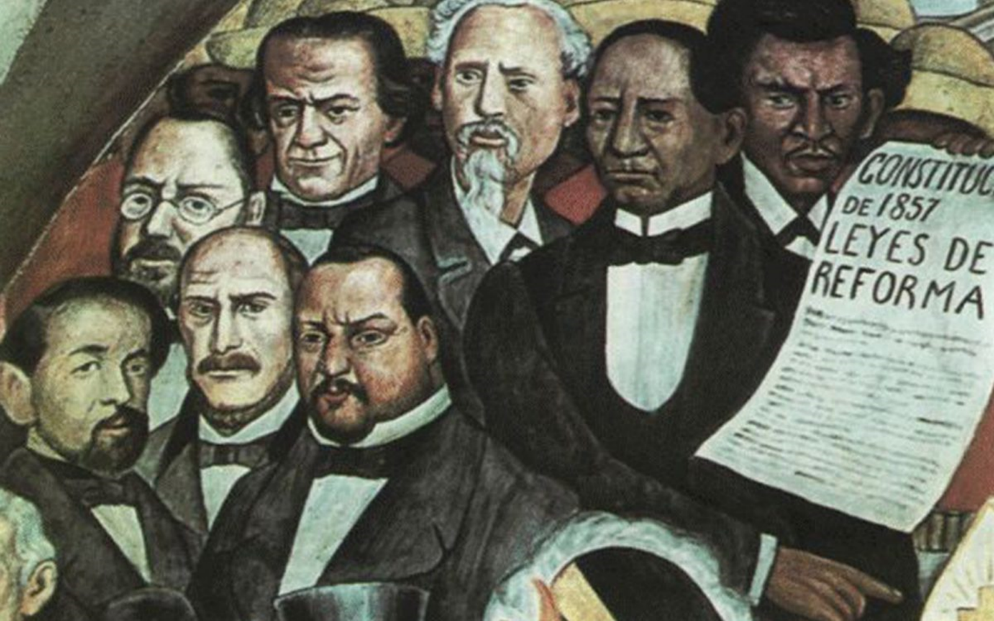 CONSTITUC
DE 1857
LEYES DE
REFORMA